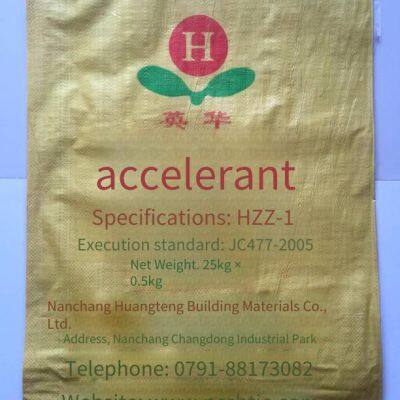 H
英华
accelerant
Specifications: HZZ-1
Execution standard: JC477-2005
Net Weight. 25kg ×
0.5kg
Nanchang Huangteng Building Materials Co.,
Ltd.
Address, Nanchang Changdong Industrial Park
Telephone: 0791-88173082